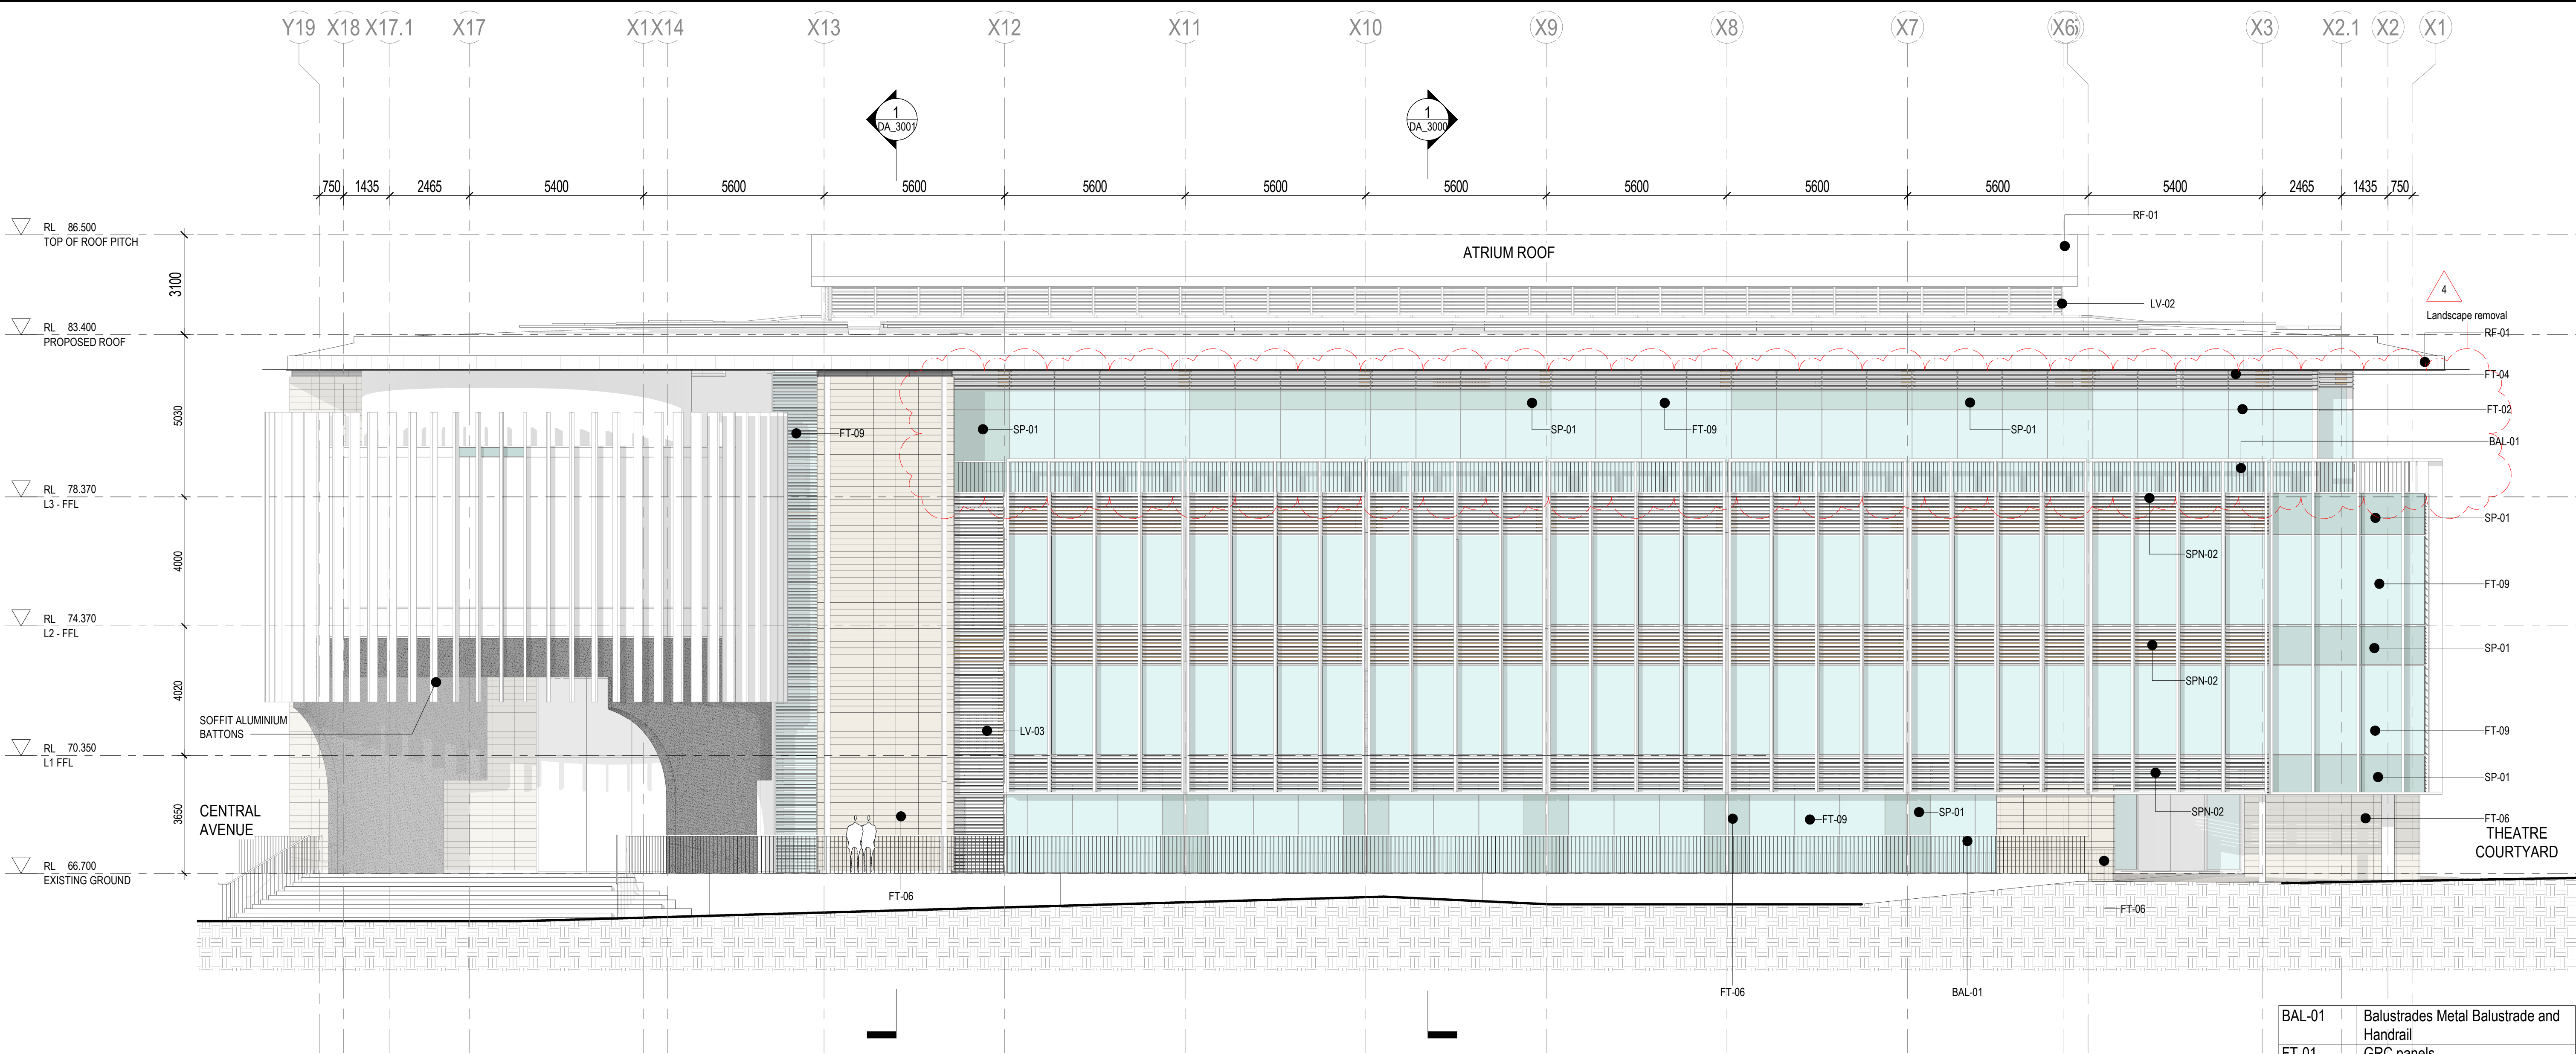 Y19 X18 X17.1 X17 X14 X13 X12 X11 X10 X9 X8 X7 X3 X2.1 X2 X1
1 1
DA_3001 DA_3000
750 1435 2465 5400 5600 5600 5600 5600 5600 5600 5600 5600 5400 2465 1435 750
RF-01
RL 86.500
TOP OF ROOF PITCH
ATRIUM ROOF
3100
4
LV-02
Landscape removal
RL 83.400
PROPOSED ROOF
RF-01
FT-04
FT-02
5030
FT-09 SP-01 SP-01 FT-09 SP-01
BAL-01
RL 78.370
L3 - FFL
SP-01
SPN-02
4000
FT-09
RL 74.370
L2 - FFL
SP-01
SPN-02
4020
SOFFIT ALUMINIUM
BATTONS
LV-03
FT-09
RL 70.350
L1 FFL
SP-01
SPN-02
CENTRAL
AVENUE
3650
FT-09 SP-01
FT-06
THEATRE
COURTYARD
RL 66.700
EXISTING GROUND
FT-06
FT-06
FT-06 BAL-01
BAL-01 Balustrades Metal Balustrade and
Handrail
FT-01 GRC panels